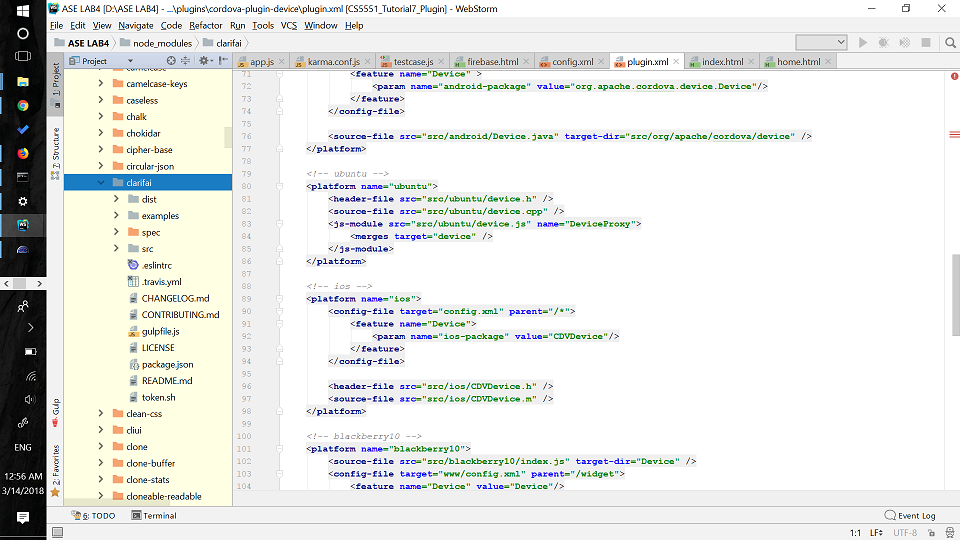 ASE LAB4 [D:\ASE LAB4] - ...\plugins\cordova-plugin-device\plugin.xml [CS5551_Tutorial7_Plugin] - WebStorm
File Edit View Navigate Code Refactor Run Tools VCS Window Help
ASE LAB4 node_modules clarifai
Project
app.js karma.conf.js testcase.js firebase.html config.xml plugin.xml index.html home.html
1: Project
7: Structure
Gulp
2: Favorites
camelcase-keys
caseless
chalk
chokidar
cipher-base
circular-json
clarifai
dist
examples
spec
src
.eslintrc
.travis.yml
CHANGELOG.md
CONTRIBUTING.md
gulpfile.js
LICENSE
package.json
README.md
token.sh
clean-css
cliui
clone
clone-buffer
clone-stats
cloneable-readable
71 <feature name="Device" >
72 <param name="android-package" value="org.apache.cordova.device.Device"/>
73 </feature>
74 </config-file>
75
76 <source-file src="src/android/Device.java" target-dir="src/org/apache/cordova/device" />
77 </platform>
78
79 <!-- ubuntu -->
80 <platform name="ubuntu">
81 <header-file src="src/ubuntu/device.h" />
82 <source-file src="src/ubuntu/device.cpp" />
83 <js-module src="src/ubuntu/device.js" name="DeviceProxy">
84 <merges target="device" />
85 </js-module>
86 </platform>
87
88 <!-- ios -->
89 <platform name="ios">
90 <config-file target="config.xml" parent="/*">
91 <feature name="Device">
92 <param name="ios-package" value="CDVDevice"/>
93 </feature>
94 </config-file>
95
96 <header-file src="src/ios/CDVDevice.h" />
97 <source-file src="src/ios/CDVDevice.m" />
98 </platform>
99
100 <!-- blackberry10 -->
101 <platform name="blackberry10">
102 <source-file src="src/blackberry10/index.js" target-dir="Device" />
103 <config-file target="www/config.xml" parent="/widget">
104 <feature name="Device" value="Device"/>
ENG
12:56 AM
3/14/2018
6: TODO Terminal Event Log
1:1 LF UTF-8